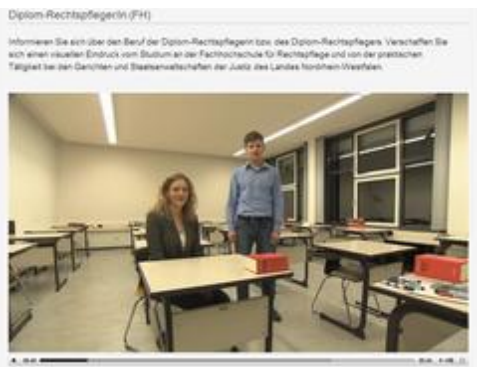 Diplom-Rechtspfleger/in (FH)
Informieren Sie sich über den Beruf der Diplom-Rechtspflegerin bzw. des Diplom-Rechtspflegers. Verschaffen Sie
sich einen visuellen Eindruck vom Studium an der Fachhochschule für Rechtspflege und von der praktischen
Tätigkeit bei den Gerichten und Staatsanwaltschaften der Justiz des Landes Nordrhein-Westfalen.